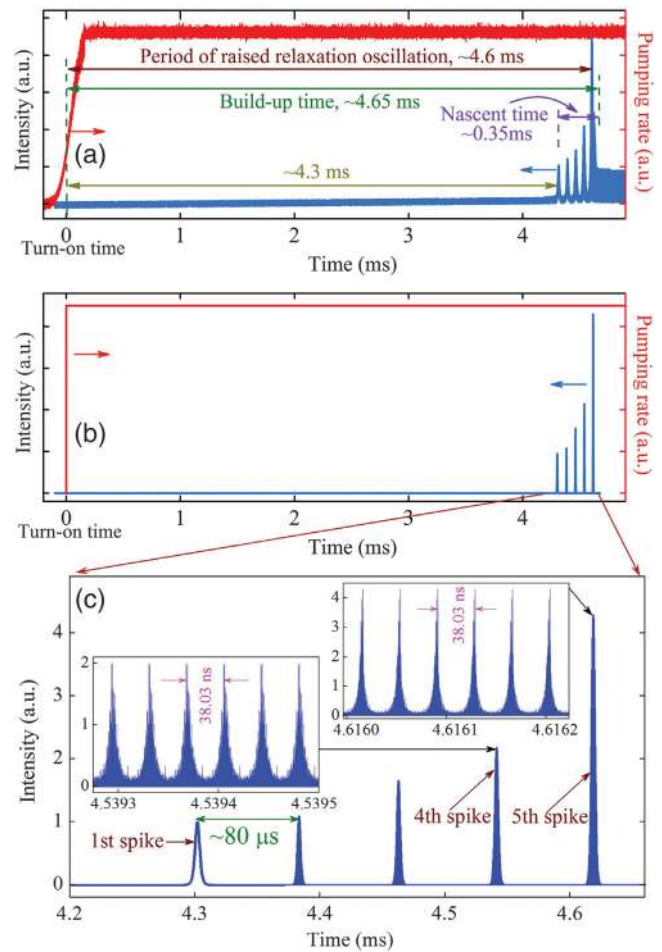 Period of raised relaxation oscillation, ~4.6 ms
Build-up time, ~4.65 ms
Nascent time
~0.35ms
(a)
~4.3 ms
Intensity (a.u.)
Pumping rate (a.u.)
0 1 2 3 4
Turn-on time
Time (ms)
Intensity (a.u.)
Pumping rate (a.u.)
(b)
0 1 2 3 4
Turn-on time
Time (ms)
(c)
Intensity (a.u.)
4
3
2
1
0
4
3
2
1
0
38.03 ns
4.6160 4.6161 4.6162
2
1
0
38.03 ns
4.5393 4.5394 4.5395
1st spike
~80 μs
4th spike
5th spike
4.2 4.3 4.4 4.5 4.6
Time (ms)